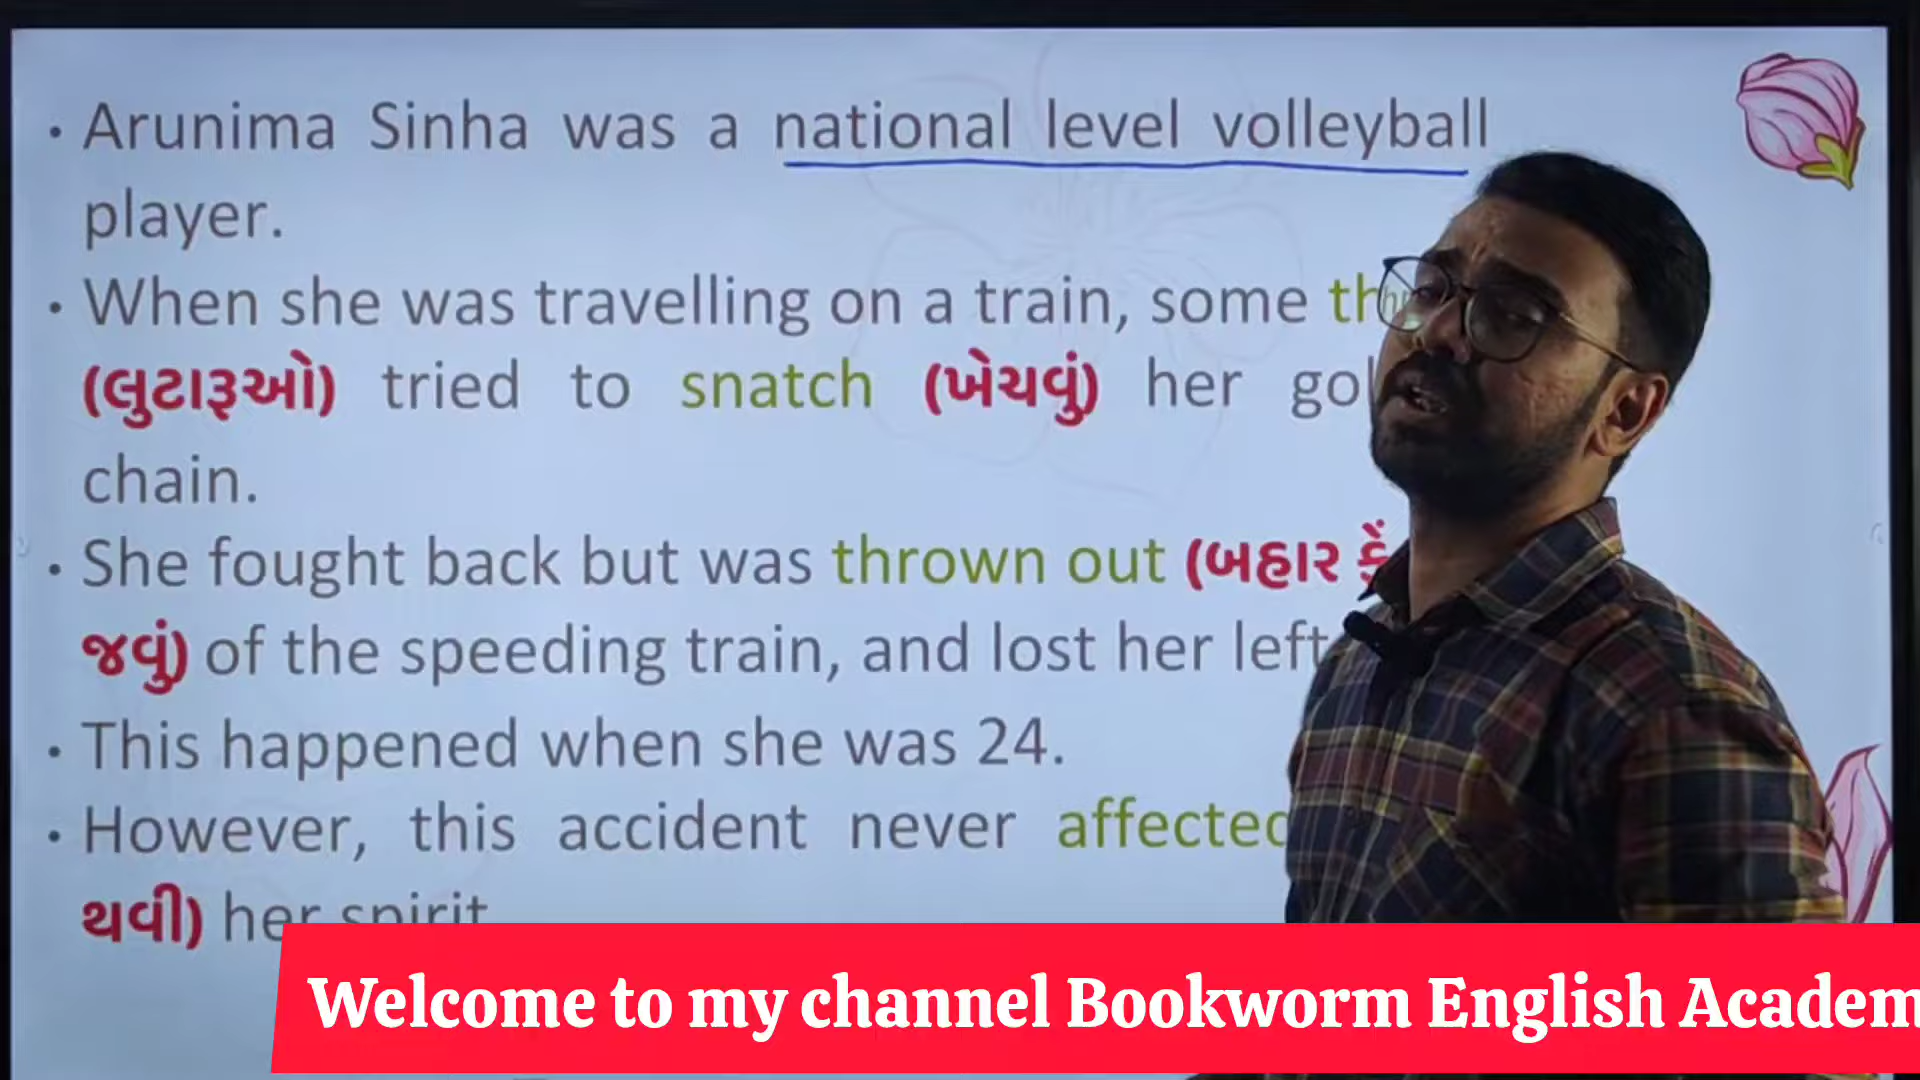 • Arunima Sinha was a national level volleyball
player.
• When she was travelling on a train, some
(લુટારૂઓ) tried to snatch (ખેચવું) her
chain.
• She fought back but was thrown out (બહાર
જવું) of the speeding train, and lost her left
• This happened when she was 24.
• However, this accident never affected
થવી) her spirit
Welcome to my channel Bookworm English Academ